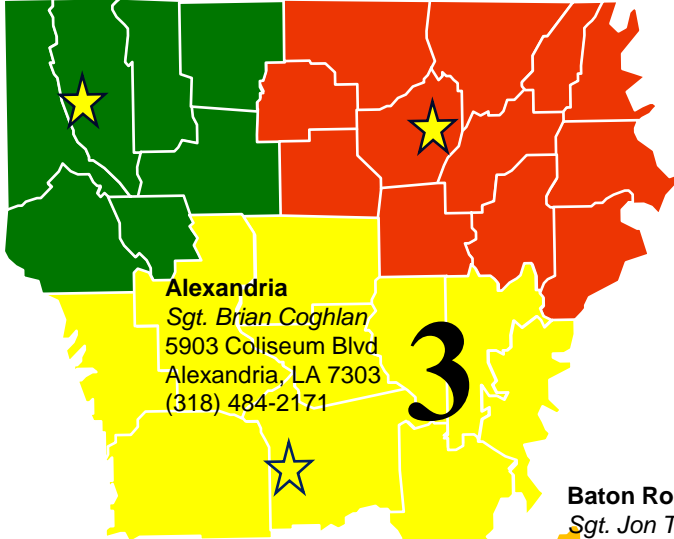 Alexandria
Sgt. Brian Coghlan
5903 Coliseum Blvd
Alexandria, LA 7303
(318) 484-2171
3
Baton Ro
Sgt. Jon T